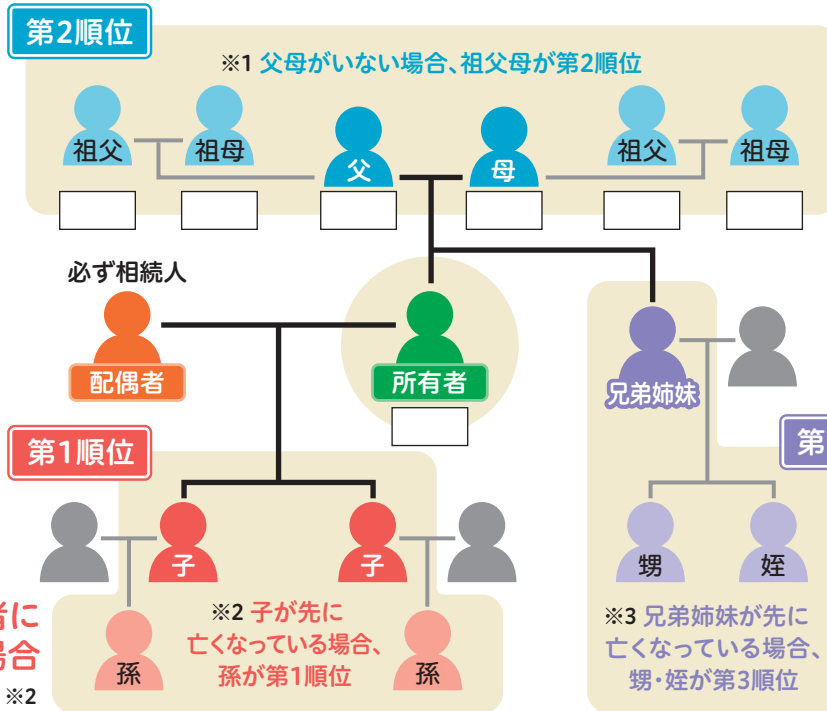 第2順位
※1 父母がいない場合、祖父母が第2順位
祖父
祖母
父
母
祖父
祖母
必ず相続人
配偶者
所有者
兄弟姉妹
第1順位
第
子
子
甥
姪
者に
場合
※2
孫
※2 子が先に
亡くなっている場合、
孫が第1順位
孫
※3 兄弟姉妹が先に
亡くなっている場合、
甥・姪が第3順位